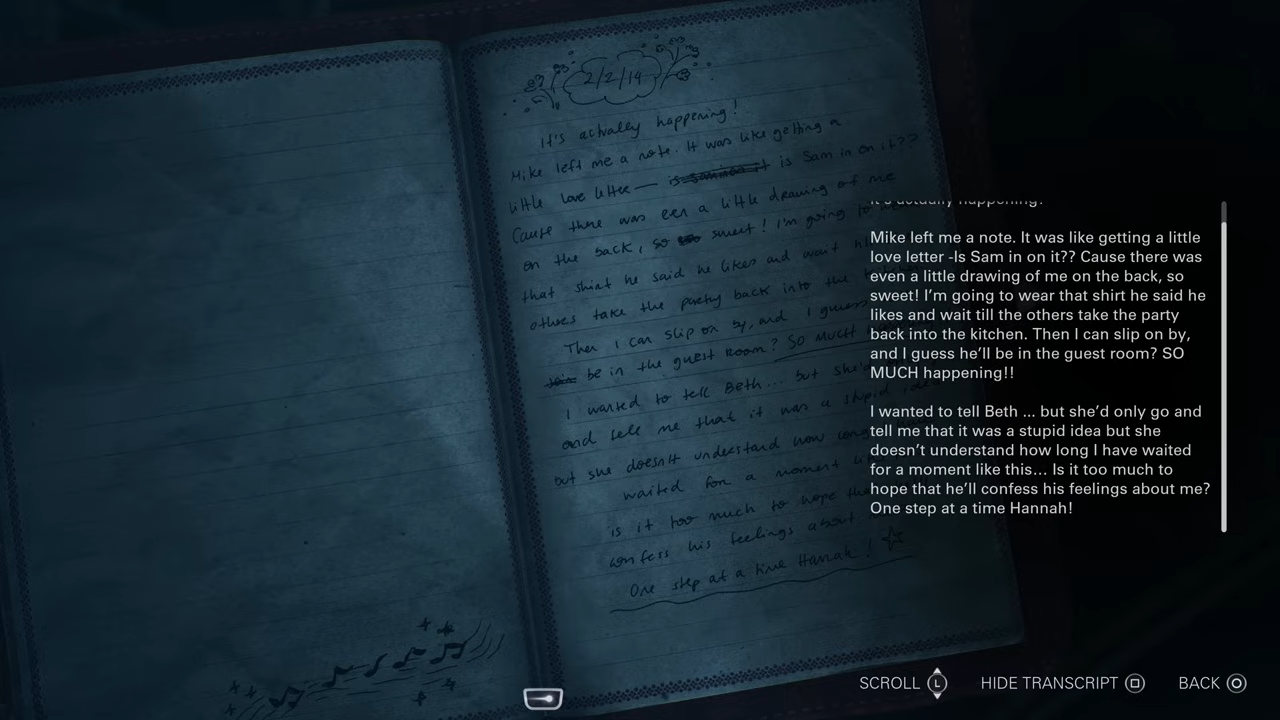 2/2/14
It's actually happening!
Mike left me a note. It was like getting a
little love letter — is Sam in on it??
Cause there was even a little drawing of me
on the back, so sweet! I'm going to
that shirt he said he likes and wait
others take the party back into the
Then I can slip on by, and I guess
be in the guest room? SO MUCH
I wanted to tell Beth... but she'd
and tell me that it was a stupid idea
but she doesn't understand how long
waited for a moment
is it too much to hope
confess his feelings about
One step at a time Hannah!
It's actually happening!
Mike left me a note. It was like getting a little
love letter -Is Sam in on it?? Cause there was
even a little drawing of me on the back, so
sweet! I'm going to wear that shirt he said he
likes and wait till the others take the party
back into the kitchen. Then I can slip on by,
and I guess he'll be in the guest room? SO
MUCH happening!!
I wanted to tell Beth ... but she'd only go and
tell me that it was a stupid idea but she
doesn't understand how long I have waited
for a moment like this... Is it too much to
hope that he'll confess his feelings about me?
One step at a time Hannah!
SCROLL L HIDE TRANSCRIPT BACK